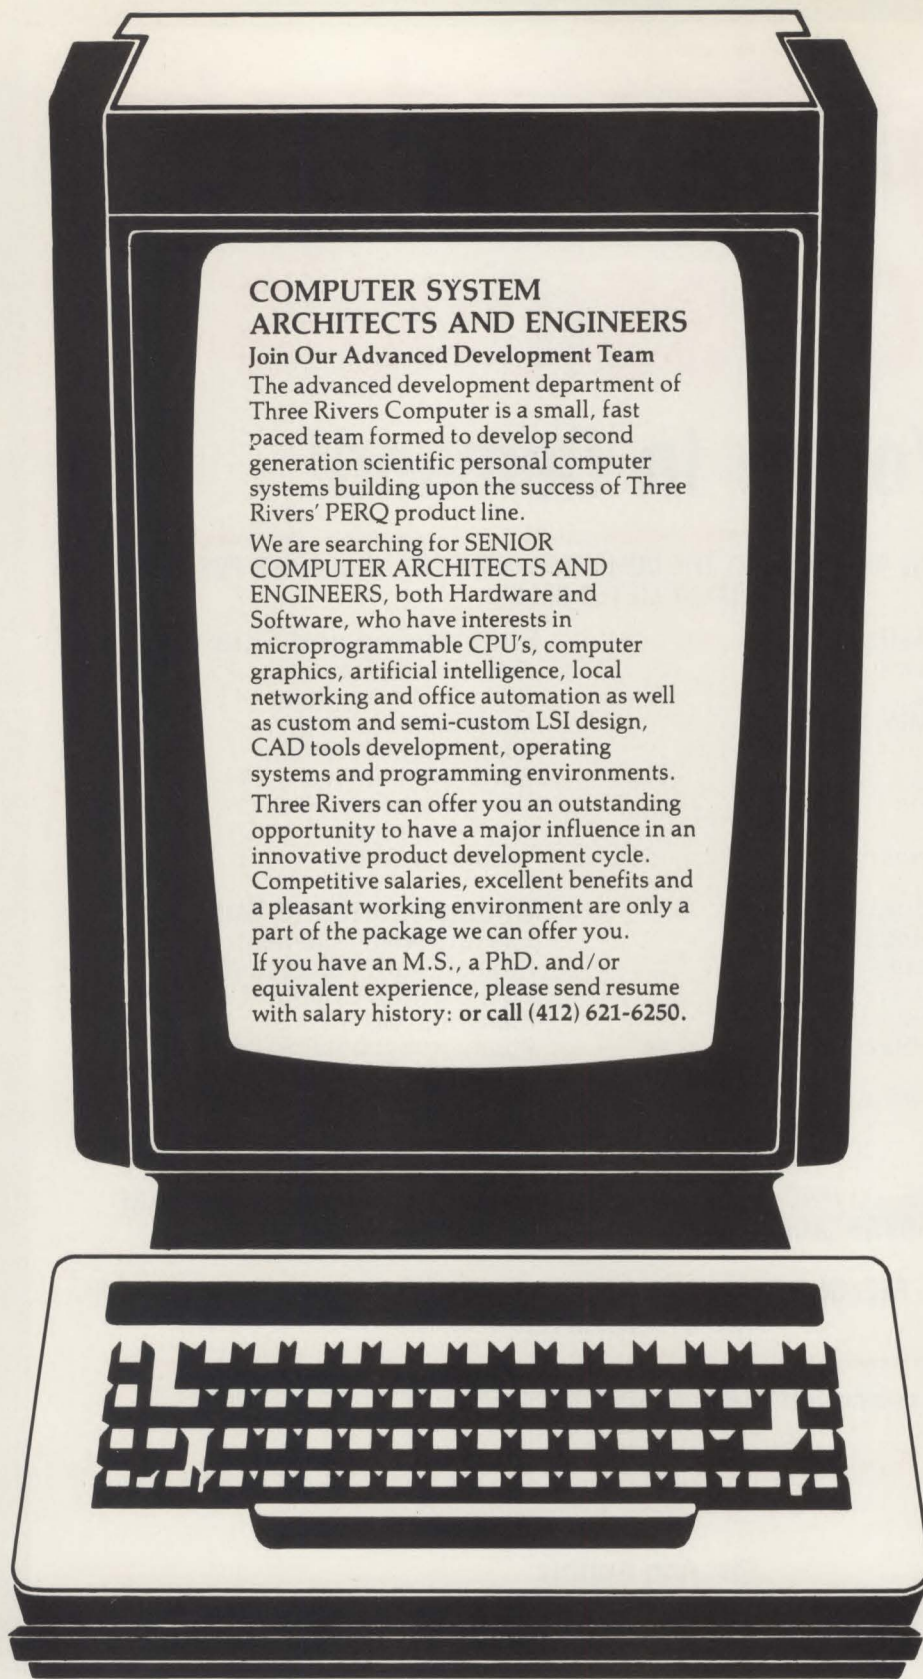 COMPUTER SYSTEM
ARCHITECTS AND ENGINEERS
Join Our Advanced Development Team
The advanced development department of
Three Rivers Computer is a small, fast
paced team formed to develop second
generation scientific personal computer
systems building upon the success of Three
Rivers' PERQ product line.
We are searching for SENIOR
COMPUTER ARCHITECTS AND
ENGINEERS, both Hardware and
Software, who have interests in
microprogrammable CPU's, computer
graphics, artificial intelligence, local
networking and office automation as well
as custom and semi-custom LSI design,
CAD tools development, operating
systems and programming environments.
Three Rivers can offer you an outstanding
opportunity to have a major influence in an
innovative product development cycle.
Competitive salaries, excellent benefits and
a pleasant working environment are only a
part of the package we can offer you.
If you have an M.S., a PhD. and/or
equivalent experience, please send resume
with salary history: or call (412) 621-6250.